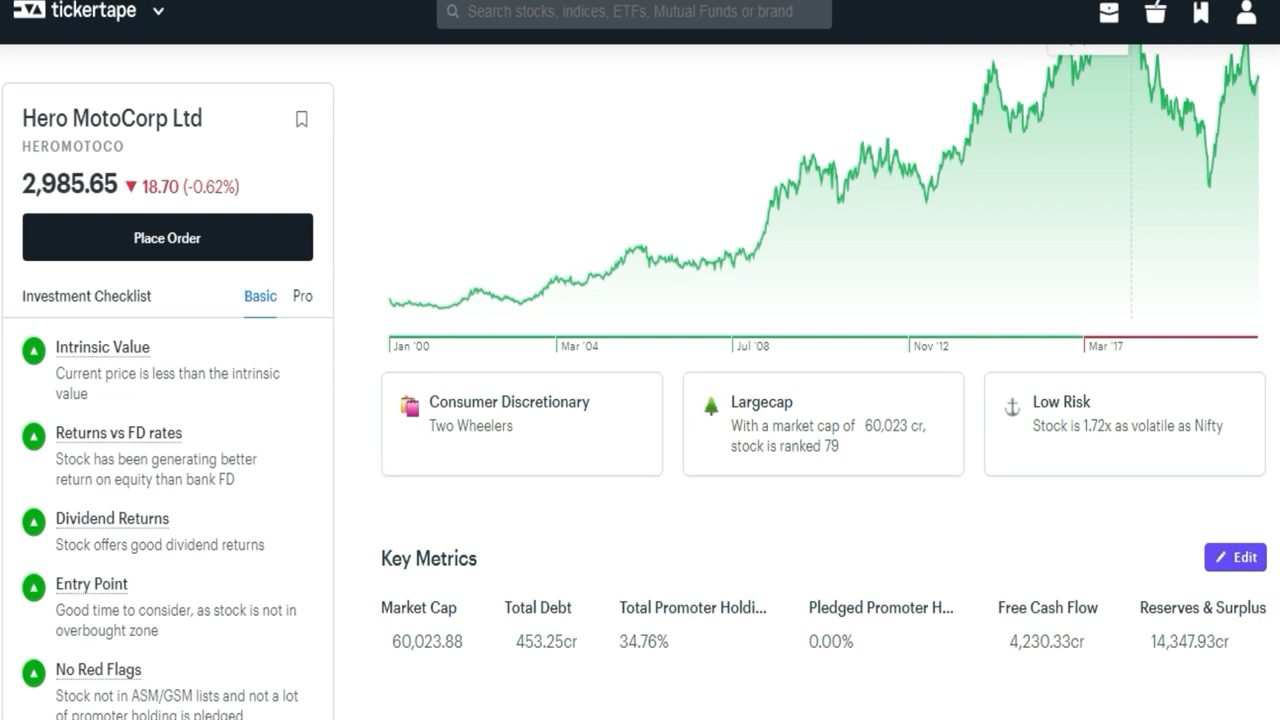 tickertape
Search stocks, indices, ETFs, Mutual Funds or brand
Hero MotoCorp Ltd
HEROMOTOCO
2,985.65 ▼ 18.70 (-0.62%)
Place Order
Investment Checklist Basic Pro
Intrinsic Value
Current price is less than the intrinsic
value
Returns vs FD rates
Stock has been generating better
return on equity than bank FD
Dividend Returns
Stock offers good dividend returns
Entry Point
Good time to consider, as stock is not in
overbought zone
No Red Flags
Stock not in ASM/GSM lists and not a lot
of promoter holding is pledged
Jan '00 Mar '04 Jul '08 Nov '12 Mar '17
Consumer Discretionary
Two Wheelers
Largecap
With a market cap of 60,023 cr,
stock is ranked 79
Low Risk
Stock is 1.72x as volatile as Nifty
Key Metrics
Edit
Market Cap Total Debt Total Promoter Holdi... Pledged Promoter H... Free Cash Flow Reserves & Surplus
60,023.88 453.25cr 34.76% 0.00% 4,230.33cr 14,347.93cr